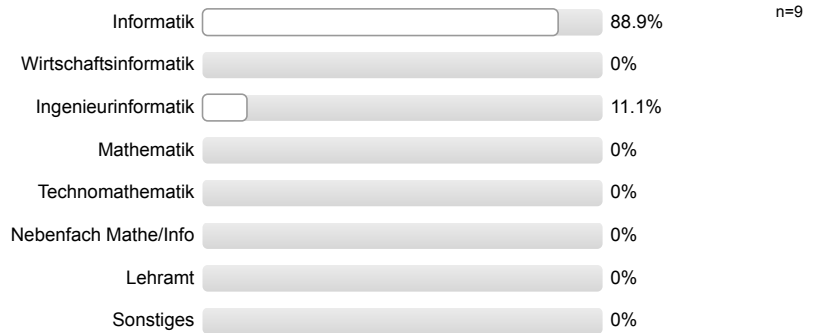 Informatik 88.9% n=9
Wirtschaftsinformatik 0%
Ingenieurinformatik 11.1%
Mathematik 0%
Technomathematik 0%
Nebenfach Mathe/Info 0%
Lehramt 0%
Sonstiges 0%